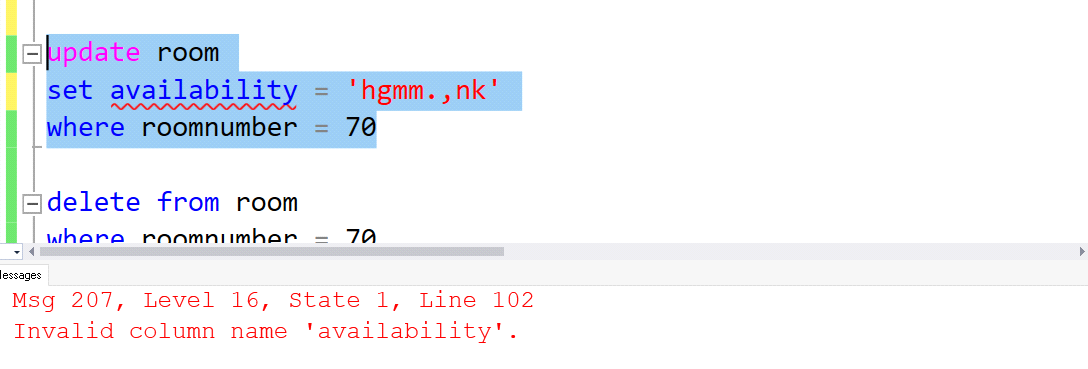 update room
set availability = 'hgmm.,nk'
where roomnumber = 70
delete from room
where roomnumber = 70
Messages
Msg 207, Level 16, State 1, Line 102
Invalid column name 'availability'.